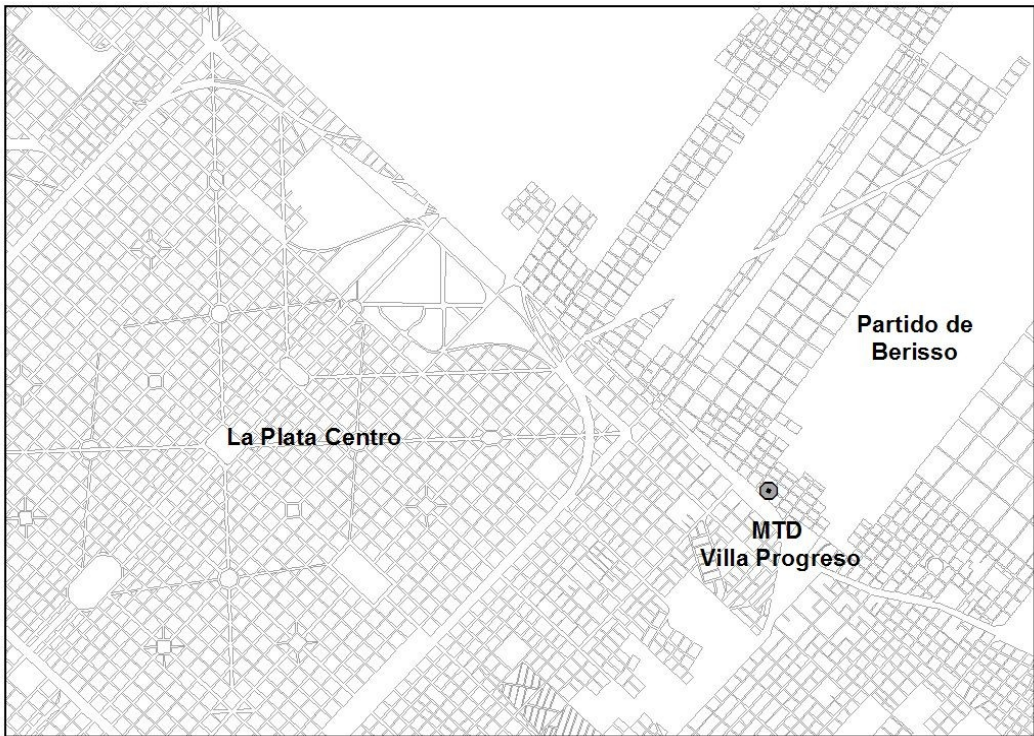 Partido de
Berisso
La Plata Centro
MTD
Villa Progreso